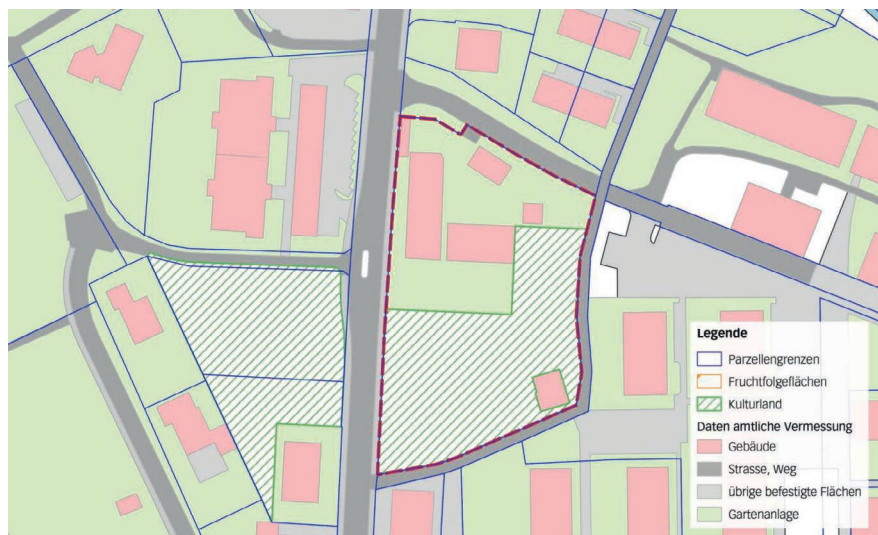 Legende
Parzellengrenzen
Fruchtfolgeflächen
Kulturland
Daten amtliche Vermessung
Gebäude
Strasse, Weg
übrige befestigte Flächen
Gartenanlage